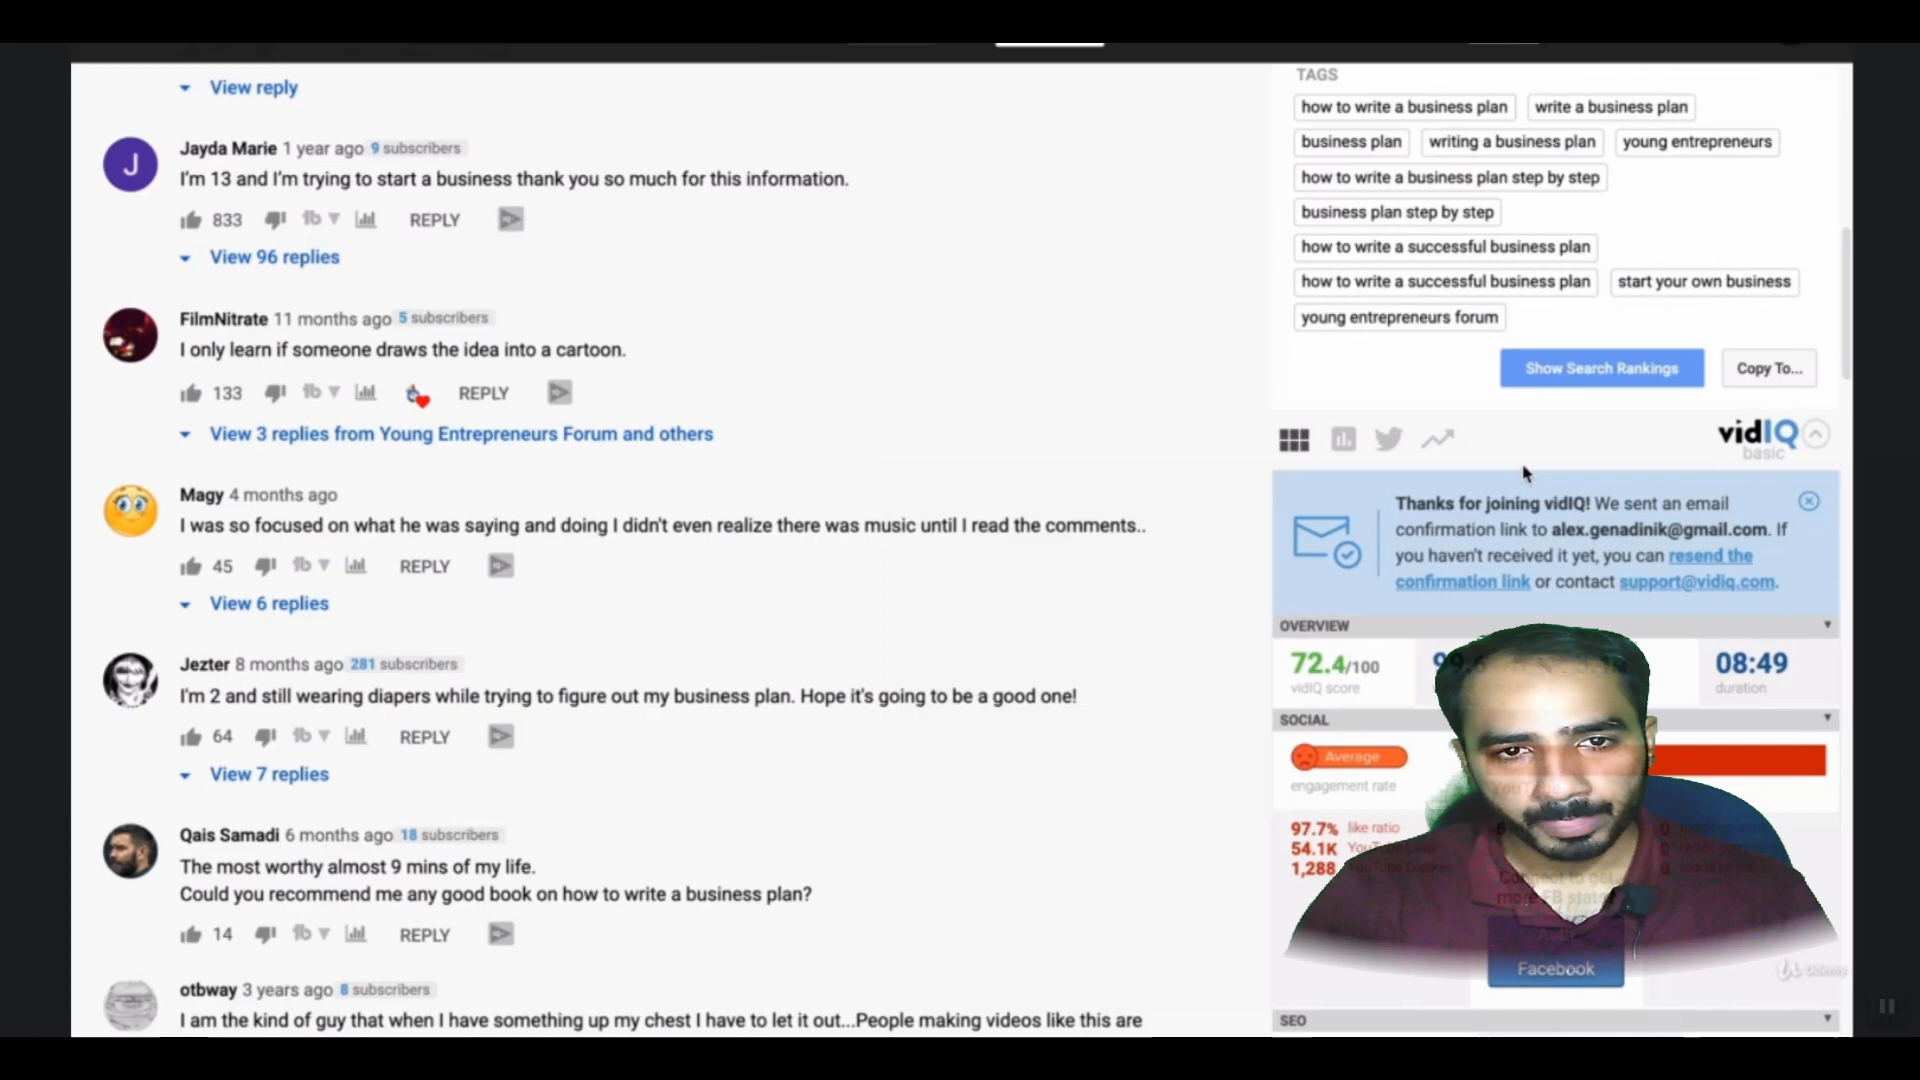 View reply
Jayda Marie 1 year ago 9 subscribers
I'm 13 and I'm trying to start a business thank you so much for this information.
833 REPLY
View 96 replies
FilmNitrate 11 months ago 5 subscribers
I only learn if someone draws the idea into a cartoon.
133 REPLY
View 3 replies from Young Entrepreneurs Forum and others
Magy 4 months ago
I was so focused on what he was saying and doing I didn't even realize there was music until I read the comments..
45 REPLY
View 6 replies
Jezter 8 months ago 281 subscribers
I'm 2 and still wearing diapers while trying to figure out my business plan. Hope it's going to be a good one!
64 REPLY
View 7 replies
Qais Samadi 6 months ago 18 subscribers
The most worthy almost 9 mins of my life.
Could you recommend me any good book on how to write a business plan?
14 REPLY
otbway 3 years ago 8 subscribers
I am the kind of guy that when I have something up my chest I have to let it out...People making videos like this are
TAGS
how to write a business plan write a business plan
business plan writing a business plan young entrepreneurs
how to write a business plan step by step
business plan step by step
how to write a successful business plan
how to write a successful business plan start your own business
young entrepreneurs forum
Show Search Rankings Copy To...
vidIQ
basic
Thanks for joining vidIQ! We sent an email
confirmation link to alex.genadinik@gmail.com. If
you haven't received it yet, you can resend the
confirmation link or contact support@vidiq.com.
OVERVIEW
72.4/100 08:49
vidIQ score duration
SOCIAL
Average
engagement rate
97.7% like ratio
54.1K
1,288
more FB stats
Facebook
Udemy
SEO